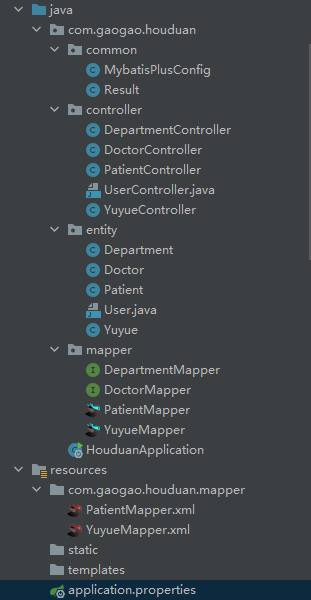 java
com.gaogao.houduan
common
MybatisPlusConfig
Result
controller
DepartmentController
DoctorController
PatientController
UserController.java
YuyueController
entity
Department
Doctor
Patient
User.java
Yuyue
mapper
DepartmentMapper
DoctorMapper
PatientMapper
YuyueMapper
HouduanApplication
resources
com.gaogao.houduan.mapper
PatientMapper.xml
YuyueMapper.xml
static
templates
application.properties